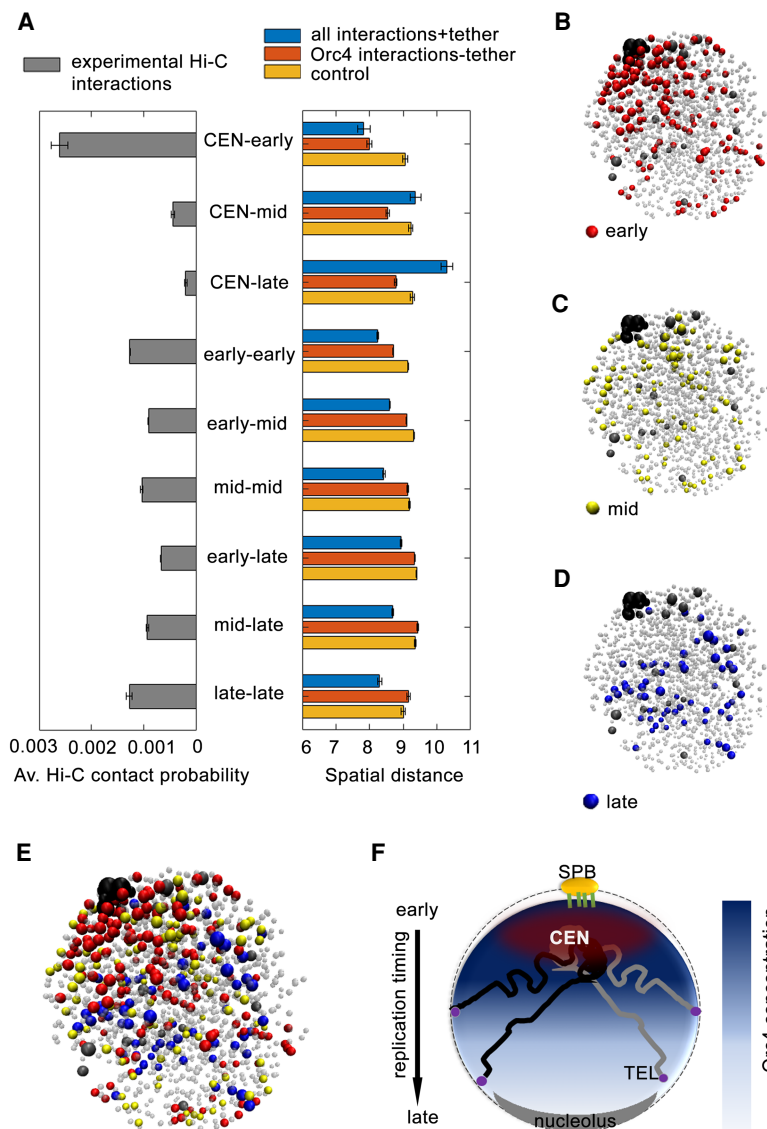 A
experimental Hi-C
interactions
all interactions+tether
Orc4 interactions-tether
control
CEN-early
CEN-mid
CEN-late
early-early
early-mid
mid-mid
early-late
mid-late
late-late
0.003
0.002
0.001
0
Av. Hi-C contact probability
6
7
8
9
10
11
Spatial distance
B
early
C
mid
D
late
E
F
SPB
early
CEN
replication timing
TEL
late
nucleolus
Orc4 concentration